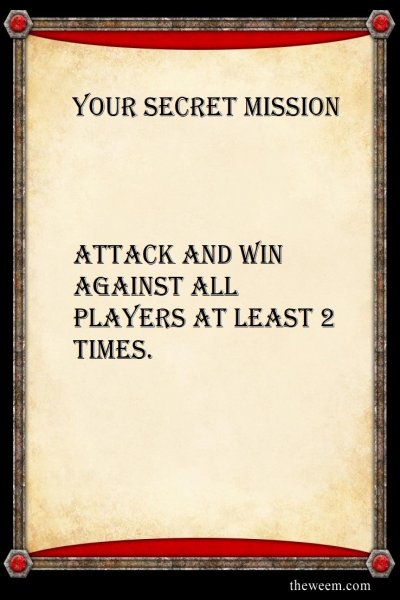 YOUR SECRET MISSION
ATTACK AND WIN
AGAINST ALL
PLAYERS AT LEAST 2
TIMES.
theweem.com